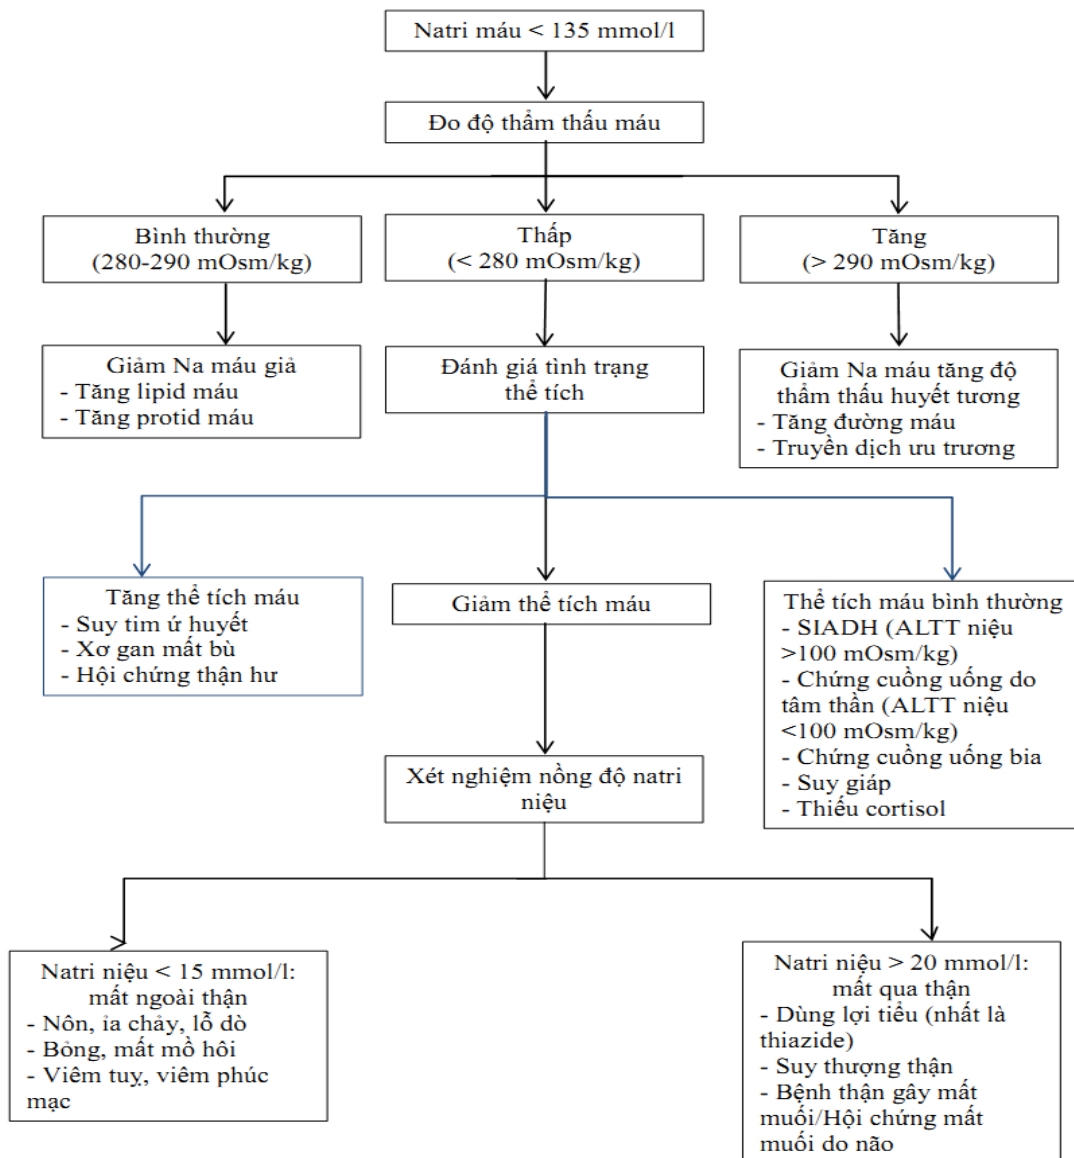 Natri máu < 135 mmol/l
Đo độ thẩm thấu máu
Bình thường
(280-290 mOsm/kg)
Thấp
(< 280 mOsm/kg)
Tăng
(> 290 mOsm/kg)
Giảm Na máu giả
- Tăng lipid máu
- Tăng protid máu
Đánh giá tình trạng
thể tích
Giảm Na máu tăng độ
thẩm thấu huyết tương
- Tăng đường máu
- Truyền dịch ưu trương
Tăng thể tích máu
- Suy tim ứ huyết
- Xơ gan mất bù
- Hội chứng thận hư
Giảm thể tích máu
Thể tích máu bình thường
- SIADH (ALTT niệu
>100 mOsm/kg)
- Chứng cuồng uống do
tâm thần (ALTT niệu
<100 mOsm/kg)
- Chứng cuồng uống bia
- Suy giáp
- Thiếu cortisol
Xét nghiệm nồng độ natri
niệu
Natri niệu < 15 mmol/l:
mất ngoài thận
- Nôn, ỉa chảy, lỗ dò
- Bỏng, mất mồ hôi
- Viêm tuỵ, viêm phúc
mạc
Natri niệu > 20 mmol/l:
mất qua thận
- Dùng lợi tiểu (nhất là
thiazide)
- Suy thượng thận
- Bệnh thận gây mất
muối/Hội chứng mất
muối do não